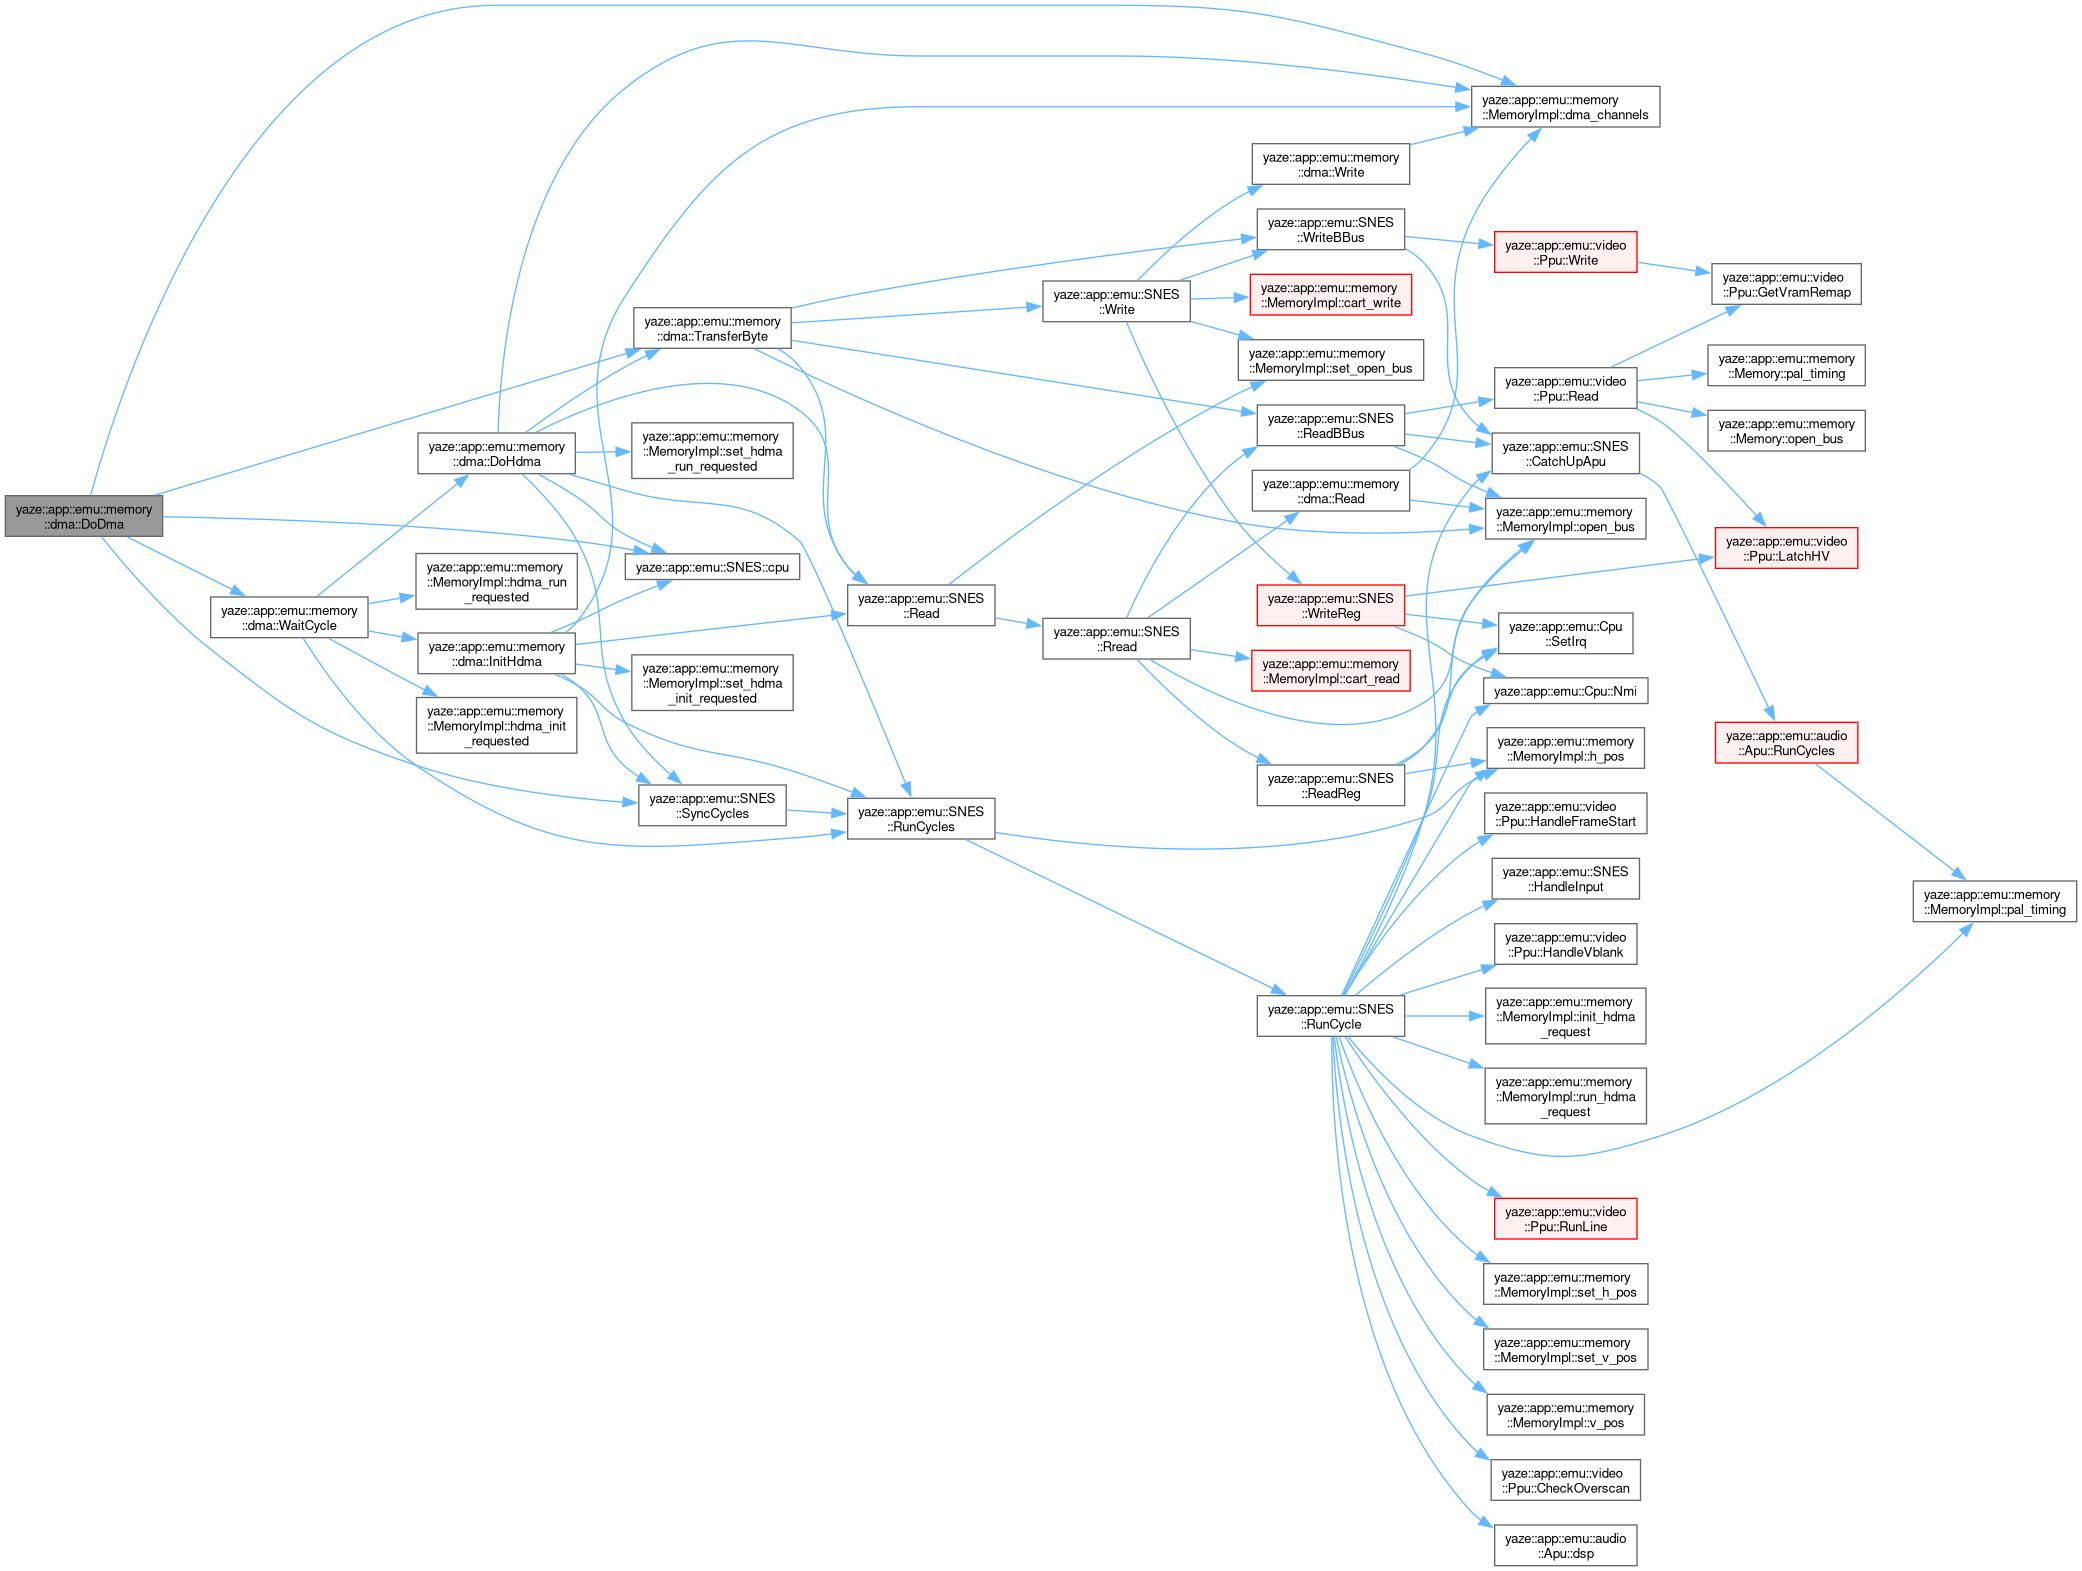 yaze::app::emu::memory
::dma::DoDma
yaze::app::emu::memory
::dma::WaitCycle
yaze::app::emu::memory
::dma::DoHdma
yaze::app::emu::memory
::MemoryImpl::hdma_run
_requested
yaze::app::emu::memory
::dma::InitHdma
yaze::app::emu::memory
::MemoryImpl::hdma_init
_requested
yaze::app::emu::memory
::dma::TransferByte
yaze::app::emu::memory
::MemoryImpl::set_hdma
_run_requested
yaze::app::emu::SNES::cpu
yaze::app::emu::memory
::MemoryImpl::set_hdma
_init_requested
yaze::app::emu::SNES
::SyncCycles
yaze::app::emu::SNES
::Read
yaze::app::emu::SNES
::RunCycles
yaze::app::emu::SNES
::Write
yaze::app::emu::SNES
::Rread
yaze::app::emu::memory
::dma::Write
yaze::app::emu::SNES
::WriteBBus
yaze::app::emu::memory
::MemoryImpl::cart_write
yaze::app::emu::memory
::MemoryImpl::set_open_bus
yaze::app::emu::SNES
::ReadBBus
yaze::app::emu::memory
::dma::Read
yaze::app::emu::SNES
::WriteReg
yaze::app::emu::memory
::MemoryImpl::cart_read
yaze::app::emu::SNES
::ReadReg
yaze::app::emu::SNES
::RunCycle
yaze::app::emu::memory
::MemoryImpl::dma_channels
yaze::app::emu::video
::Ppu::Write
yaze::app::emu::video
::Ppu::Read
yaze::app::emu::SNES
::CatchUpApu
yaze::app::emu::memory
::MemoryImpl::open_bus
yaze::app::emu::Cpu
::SetIrq
yaze::app::emu::Cpu::Nmi
yaze::app::emu::memory
::MemoryImpl::h_pos
yaze::app::emu::video
::Ppu::HandleFrameStart
yaze::app::emu::SNES
::HandleInput
yaze::app::emu::video
::Ppu::HandleVblank
yaze::app::emu::memory
::MemoryImpl::init_hdma
_request
yaze::app::emu::memory
::MemoryImpl::run_hdma
_request
yaze::app::emu::video
::Ppu::RunLine
yaze::app::emu::memory
::MemoryImpl::set_h_pos
yaze::app::emu::memory
::MemoryImpl::set_v_pos
yaze::app::emu::memory
::MemoryImpl::v_pos
yaze::app::emu::video
::Ppu::CheckOverscan
yaze::app::emu::audio
::Apu::dsp
yaze::app::emu::video
::Ppu::GetVramRemap
yaze::app::emu::memory
::Memory::pal_timing
yaze::app::emu::memory
::Memory::open_bus
yaze::app::emu::video
::Ppu::LatchHV
yaze::app::emu::audio
::Apu::RunCycles
yaze::app::emu::memory
::MemoryImpl::pal_timing